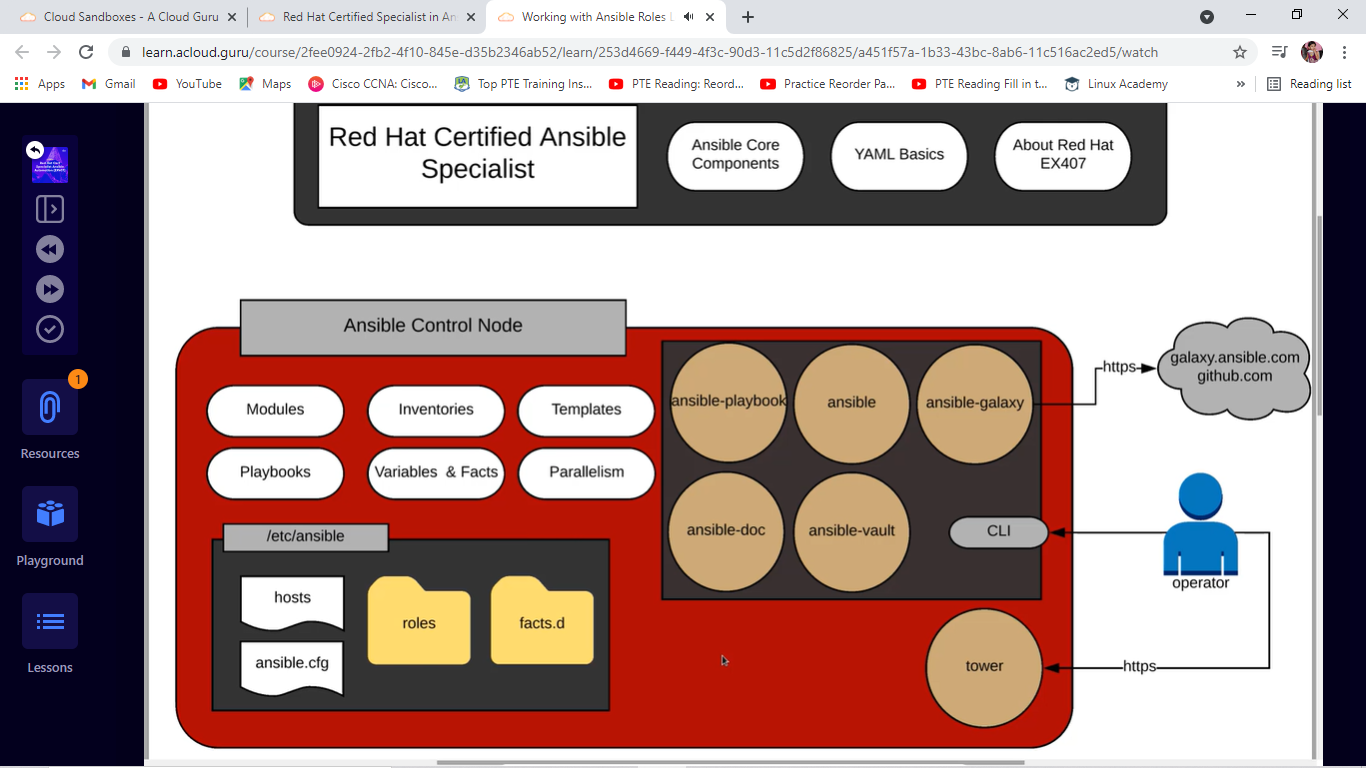 Cloud Sandboxes - A Cloud Guru
Red Hat Certified Specialist in An
Working with Ansible Roles L
learn.acloud.guru/course/2fee0924-2fb2-4f10-845e-d35b2346ab52/learn/253d4669-f449-4f3c-90d3-11c5d2f86825/a451f57a-1b33-43bc-8ab6-11c516ac2ed5/watch
Apps
Gmail
YouTube
Maps
Cisco CCNA: Cisco...
Top PTE Training Ins...
PTE Reading: Reord...
Practice Reorder Pa...
PTE Reading Fill in t...
Linux Academy
»
Reading list
Red Hat Certified Ansible
Specialist
Ansible Core
Components
YAML Basics
About Red Hat
EX407
1
Resources
Playground
Lessons
Ansible Control Node
Modules
Inventories
Templates
Playbooks
Variables & Facts
Parallelism
/etc/ansible
hosts
ansible.cfg
roles
facts.d
ansible-playbook
ansible
ansible-galaxy
ansible-doc
ansible-vault
CLI
tower
https
galaxy.ansible.com
github.com
operator
https